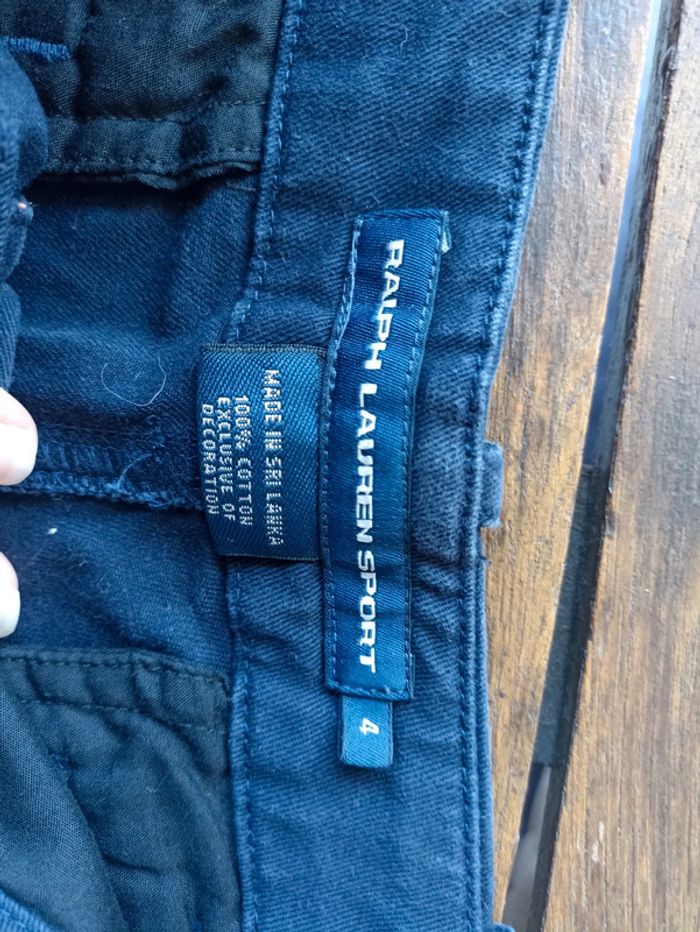 RALPH LAUREN SPORT
4
MADE IN SRI LANKA
100% COTTON
EXCLUSIVE OF
DECORATION